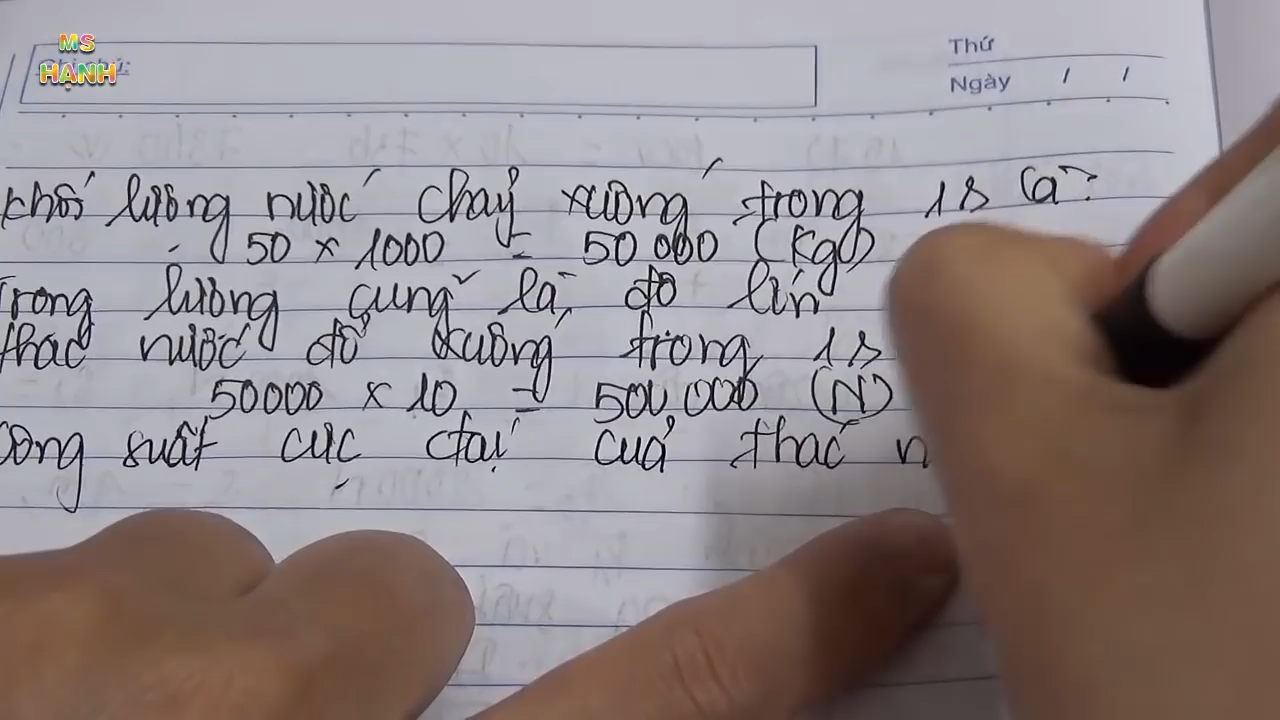 MS
HẠNH
Thứ
Ngày / /
khối lượng nước chảy xuống trong 1s là:
50 x 1000 = 50 000 (kg)
Trọng lượng cũng là độ lớn
thác nước đổ xuống trong 1s
50000 x 10 = 500,000 (N)
công suất cực đại của thác n